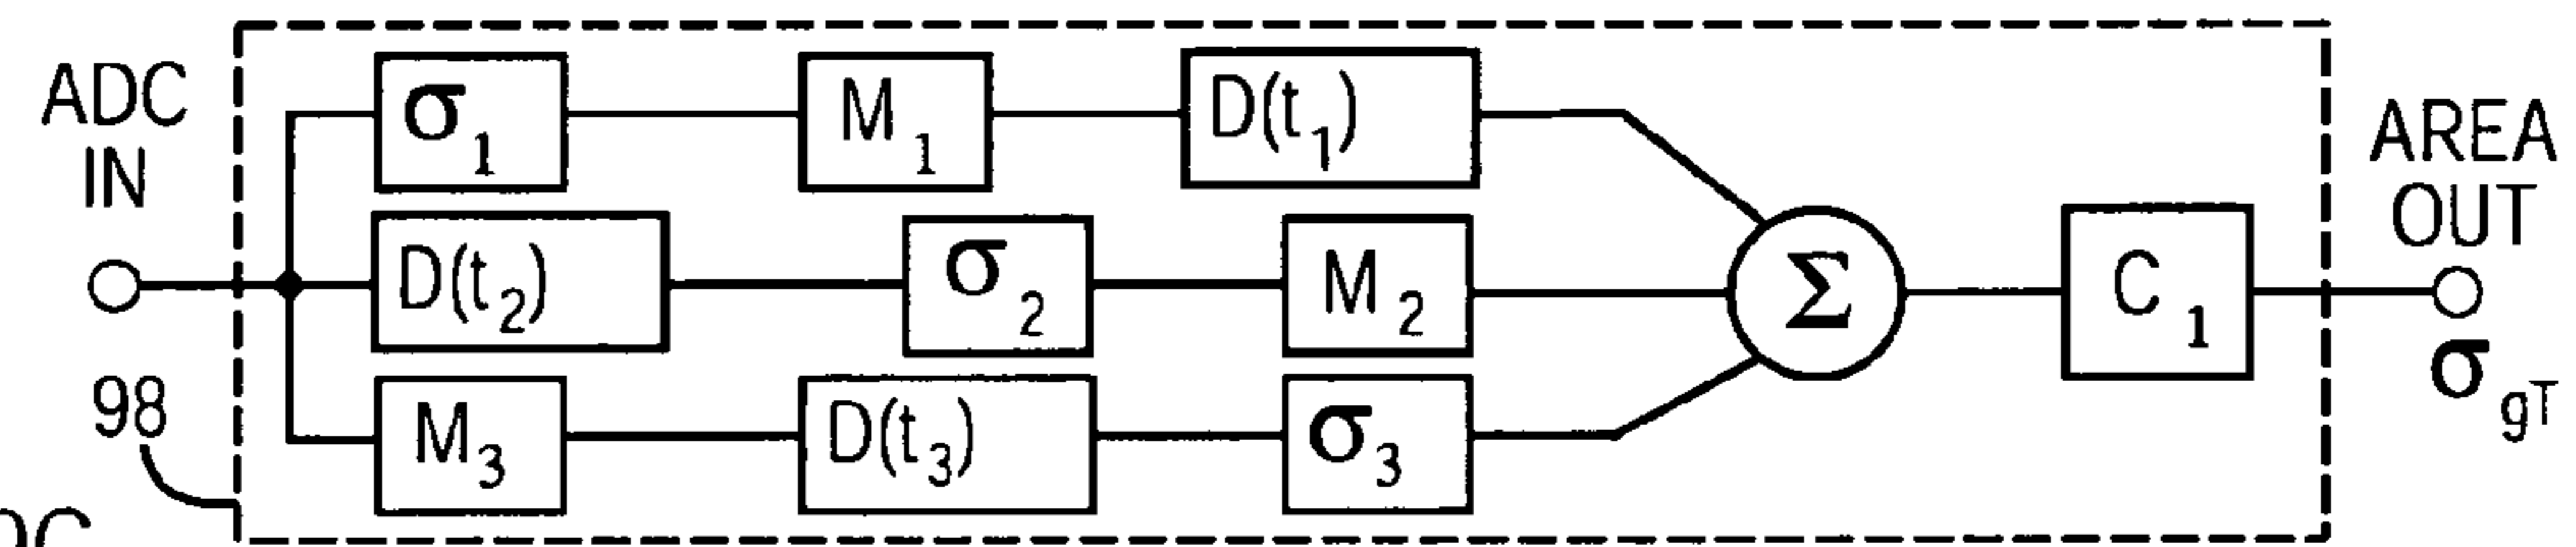 ADC
IN
σ1
M1
D(t1)
D(t2)
σ2
M2
M3
D(t3)
σ3
Σ
C1
AREA
OUT
σgT
98